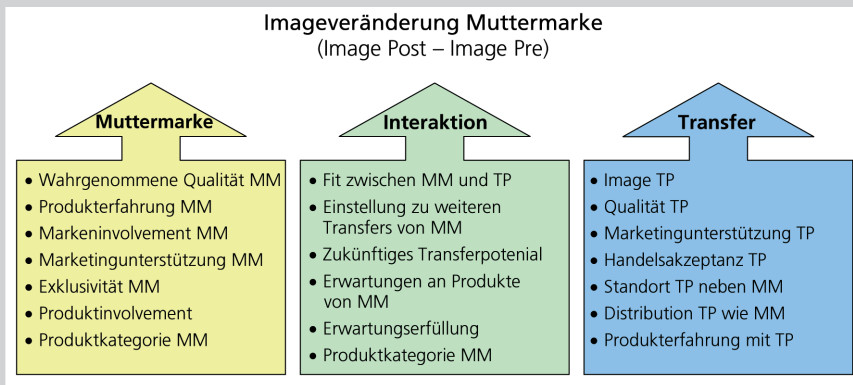 Imageveränderung Muttermarke
(Image Post – Image Pre)
Muttermarke
• Wahrgenommene Qualität MM
• Produkterfahrung MM
• Markeninvolvement MM
• Marketingunterstützung MM
• Exklusivität MM
• Produktinvolvement
• Produktkategorie MM
Interaktion
• Fit zwischen MM und TP
• Einstellung zu weiteren
Transfers von MM
• Zukünftiges Transferpotenial
• Erwartungen an Produkte
von MM
• Erwartungserfüllung
• Produktkategorie MM
Transfer
• Image TP
• Qualität TP
• Marketingunterstützung TP
• Handelsakzeptanz TP
• Standort TP neben MM
• Distribution TP wie MM
• Produkterfahrung mit TP